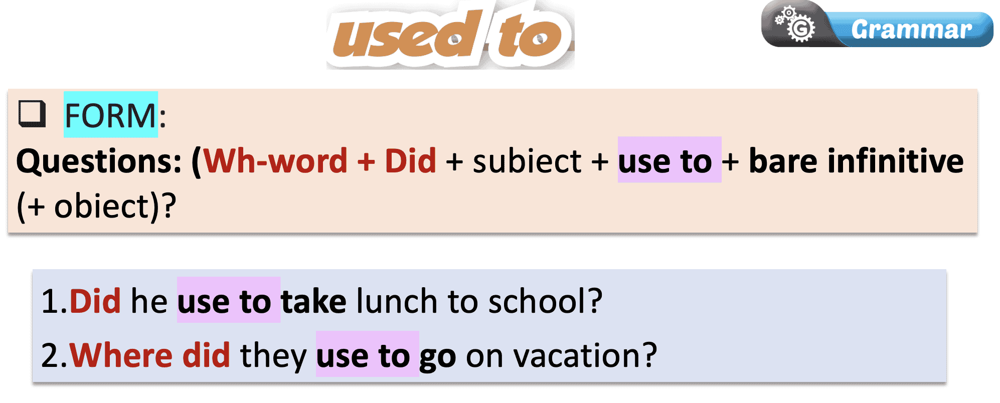 used to
G Grammar
❑ FORM:
Questions: (Wh-word + Did + subiect + use to + bare infinitive
(+ obiect)?
1.Did he use to take lunch to school?
2.Where did they use to go on vacation?